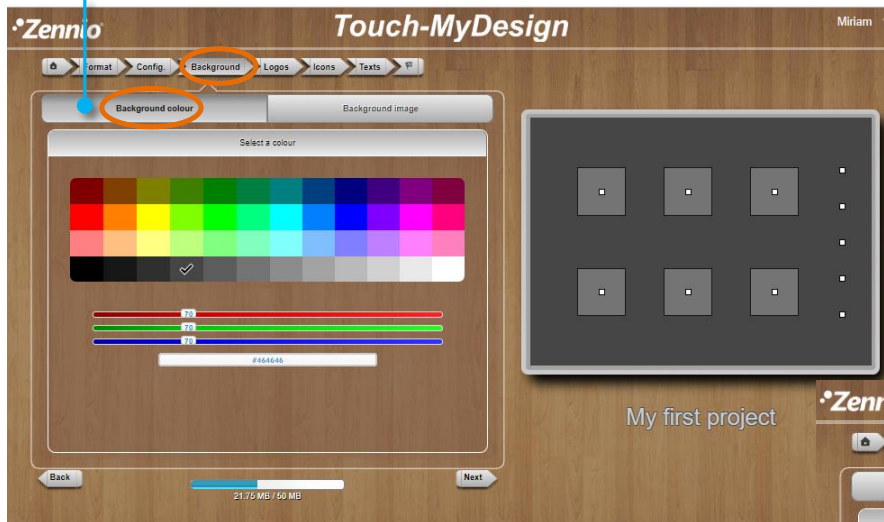 Zennio
Touch-MyDesign
Miriam
Format Config. Background Logos Icons Texts
Background colour Background image
Select a colour
70
70
70
#464646
My first project
Back
Next
21.75 MB / 50 MB
Zenn